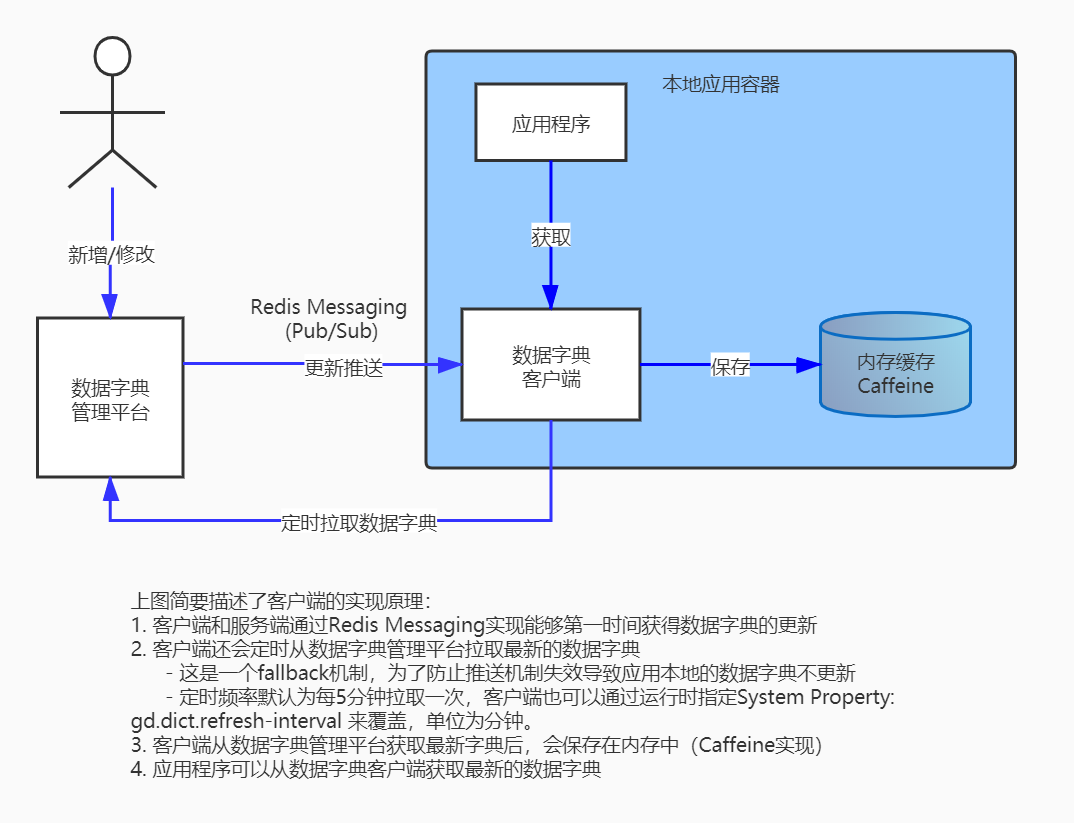 本地应用容器
应用程序
获取
新增/修改
Redis Messaging
(Pub/Sub)
更新推送
数据字典
管理平台
数据字典
客户端
保存
内存缓存
Caffeine
定时拉取数据字典
上图简要描述了客户端的实现原理：
1. 客户端和服务端通过Redis Messaging实现能够第一时间获得数据字典的更新
2. 客户端还会定时从数据字典管理平台拉取最新的数据字典
- 这是一个fallback机制，为了防止推送机制失效导致应用本地的数据字典不更新
- 定时频率默认为每5分钟拉取一次，客户端也可以通过运行时指定System Property:
gd.dict.refresh-interval 来覆盖，单位为分钟。
3. 客户端从数据字典管理平台获取最新字典后，会保存在内存中（Caffeine实现）
4. 应用程序可以从数据字典客户端获取最新的数据字典